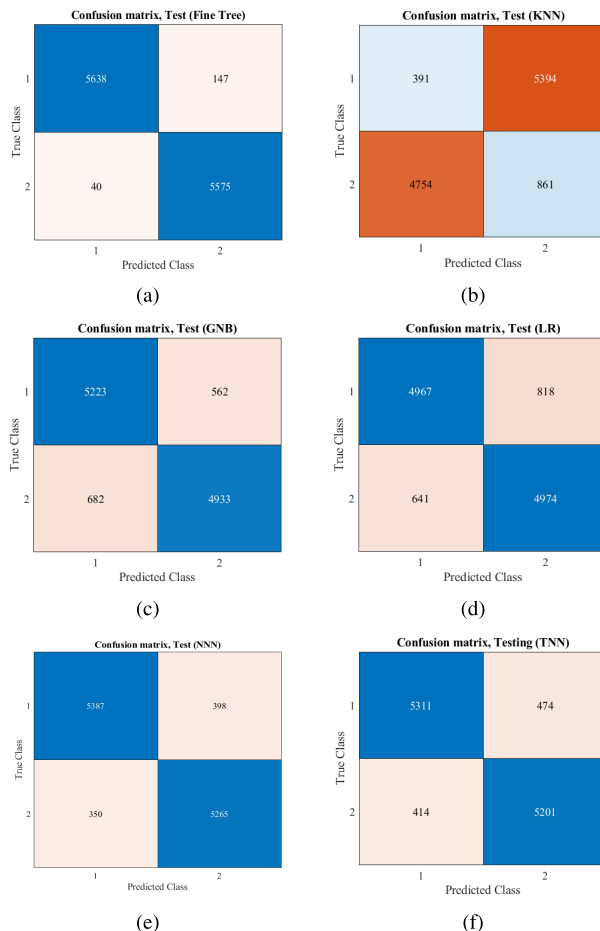 Confusion matrix, Test (Fine Tree)
True Class
1
5638
147
2
40
5575
1
2
Predicted Class
(a)
Confusion matrix, Test (KNN)
True Class
1
391
5394
2
4754
861
1
2
Predicted Class
(b)
Confusion matrix, Test (GNB)
True Class
1
5223
562
2
682
4933
1
2
Predicted Class
(c)
Confusion matrix, Test (LR)
True Class
1
4967
818
2
641
4974
1
2
Predicted Class
(d)
Confusion matrix, Test (NNN)
True Class
1
5387
398
2
350
5265
1
2
Predicted Class
(e)
Confusion matrix, Testing (TNN)
True Class
1
5311
474
2
414
5201
1
2
Predicted Class
(f)